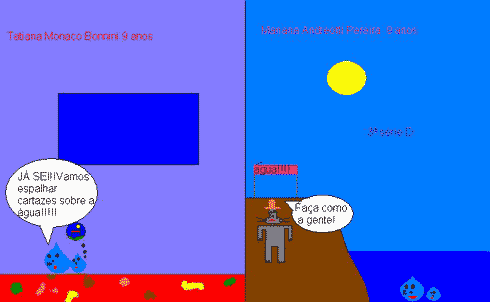 Tatiana Monaco Bonnini 9 anos
JÁ SEI!!Vamos
espalhar
cartazes sobre a
água!!!!!
água!!!!
Faça como
a gente!